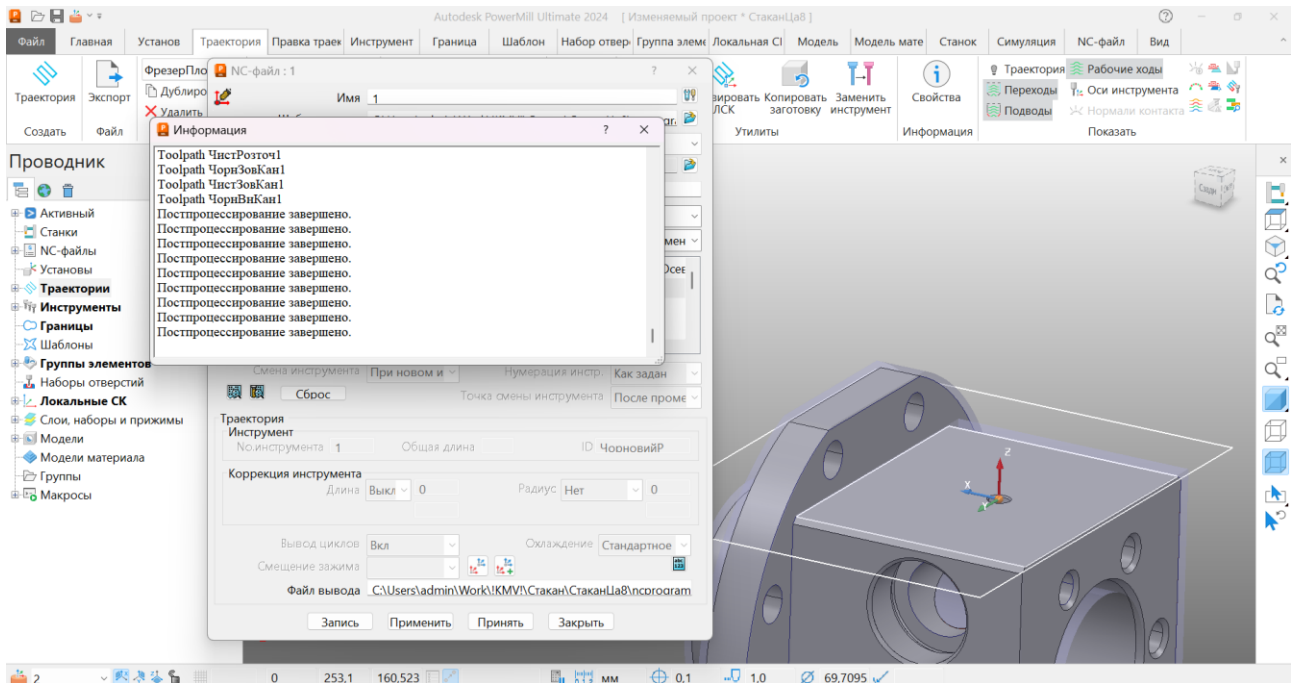 Autodesk PowerMill Ultimate 2024 [ Изменяемый проект * СтаканЦа8 ]
Файл Главная Установ Траектория Правка траек Инструмент Граница Шаблон Набор отвер Группа элеме Локальная СІ Модель Модель мате Станок Симуляция NC-файл Вид
Траектория
Создать
Экспорт
Файл
ФрезерПло
Дублиро
Удалить
Копировать заготовку
Заменить инструмент
Утилиты
Свойства
Информация
Траектория Рабочие ходы
Переходы Оси инструмента
Подводы Нормали контакта
Показать
NC-файл : 1 ? ×
Имя 1
Информация ? ×
Toolpath ЧистРозточ1
Toolpath ЧорнЗовКан1
Toolpath ЧистЗовКан1
Toolpath ЧорнВнКан1
Постпроцессирование завершено.
Постпроцессирование завершено.
Постпроцессирование завершено.
Постпроцессирование завершено.
Постпроцессирование завершено.
Постпроцессирование завершено.
Постпроцессирование завершено.
Постпроцессирование завершено.
Постпроцессирование завершено.
Проводник
Активный
Станки
NC-файлы
Установы
Траектории
Инструменты
Границы
Шаблоны
Группы элементов
Наборы отверстий
Локальные СК
Слои, наборы и прижимы
Модели
Модели материала
Группы
Макросы
Смена инструмента При новом и Нумерация инстр. Как задан
Сброс Точка смены инструмента После проме
Траектория
Инструмент
No.инструмента 1 Общая длина ID ЧорновийР
Коррекция инструмента
Длина Выкл 0 Радиус Нет 0
Вывод циклов Вкл Охлаждение Стандартное
Смещение зажима
Файл вывода C:\Users\admin\Work\!KMV!\Стакан\СтаканЦа8\ncprogram
Запись Применить Принять Закрыть
Z
X
Y
2 0 253,1 160,523 мм 0,1 1,0 69,7095